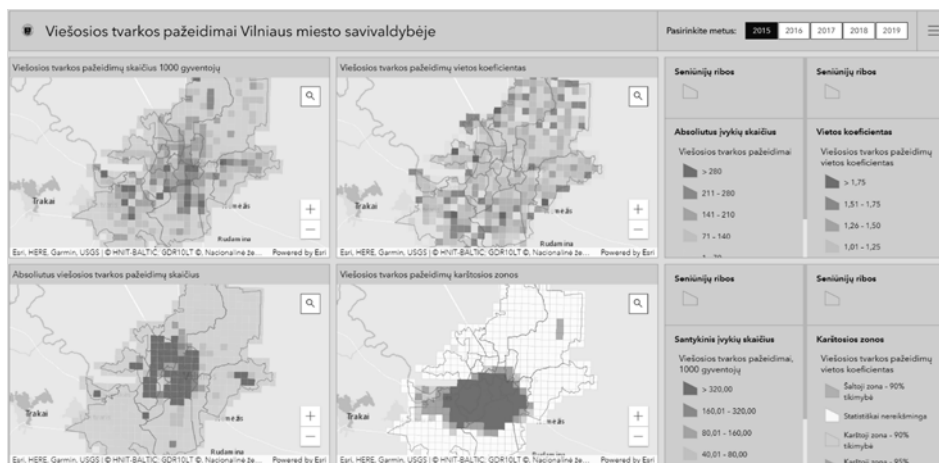 Viešosios tvarkos pažeidimai Vilniaus miesto savivaldybėje
Pasirinkite metus:
2015
2016
2017
2018
2019
Viešosios tvarkos pažeidimų skaičius 1000 gyventojų
Trakai
Rudamina
Esri, HERE, Garmin, USGS | © HNIT-BALTIC, GDR10LT ©, Nacionalinė že...
Powered by Esri
Viešosios tvarkos pažeidimų vietos koeficientas
Trakai
Rudamina
Esri, HERE, Garmin, USGS | © HNIT-BALTIC, GDR10LT ©, Nacionalinė že...
Powered by Esri
Seniūnijų ribos
Absoliutus įvykių skaičius
Viešosios tvarkos pažeidimai
> 280
211 - 280
141 - 210
71 - 140
Seniūnijų ribos
Vietos koeficientas
Viešosios tvarkos pažeidimų
vietos koeficientas
> 1,75
1,51 - 1,75
1,26 - 1,50
1,01 - 1,25
Absoliutus viešosios tvarkos pažeidimų skaičius
Trakai
Rudamina
Esri, HERE, Garmin, USGS | © HNIT-BALTIC, GDR10LT ©, Nacionalinė že...
Powered by Esri
Viešosios tvarkos pažeidimų karštosios zonos
Trakai
Rudamina
Esri, HERE, Garmin, USGS | © HNIT-BALTIC, GDR10LT ©, Nacionalinė že...
Powered by Esri
Seniūnijų ribos
Santykinis įvykių skaičius
Viešosios tvarkos pažeidimai,
1000 gyventojų
> 320,00
160,01 - 320,00
80,01 - 160,00
40,01 - 80,00
Seniūnijų ribos
Karštosios zonos
Viešosios tvarkos pažeidimų
vietos koeficientas
Šaltoji zona - 90%
tikimybė
Statistiškai nereikšminga
Karštoji zona - 90%
tikimybė
Karštoji zona - 95%